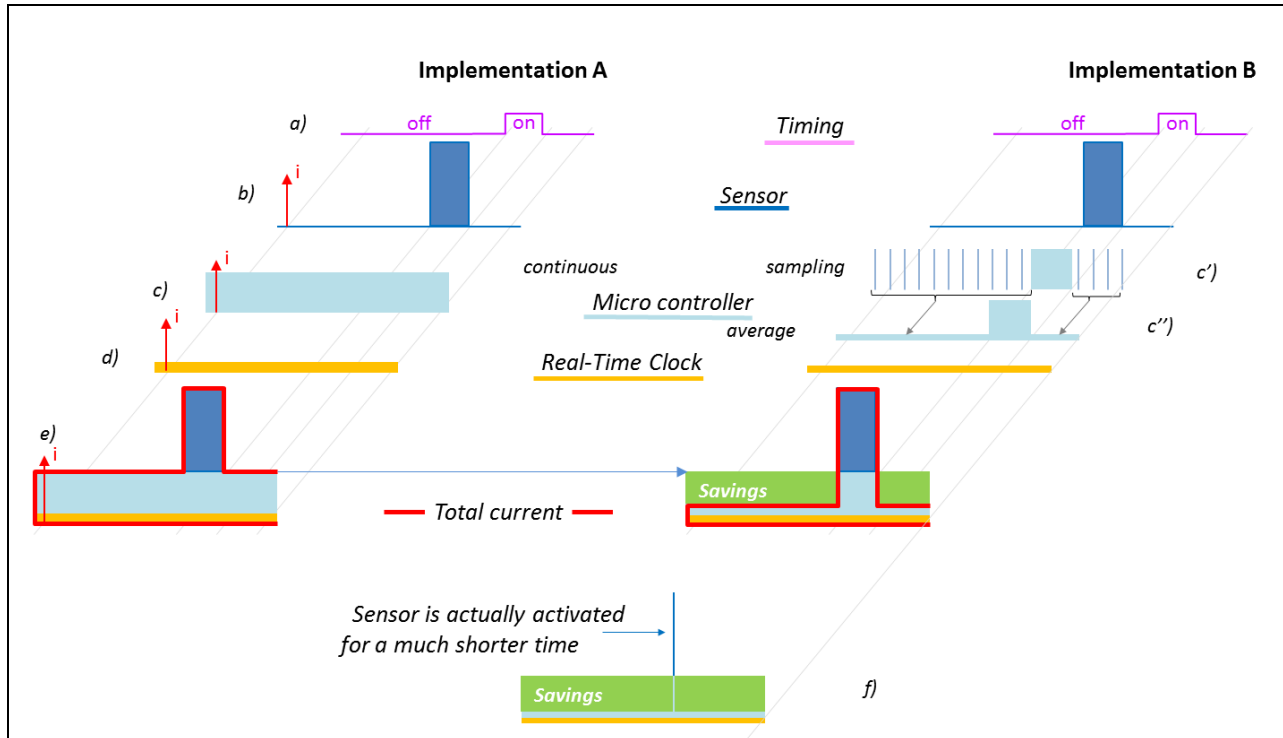 Implementation A
Implementation B
a)
off
on
Timing
off
on
b)
i
Sensor
c)
i
continuous
sampling
c')
Micro controller
average
c'')
d)
i
Real-Time Clock
e)
i
Savings
Total current
Sensor is actually activated
for a much shorter time
Savings
f)